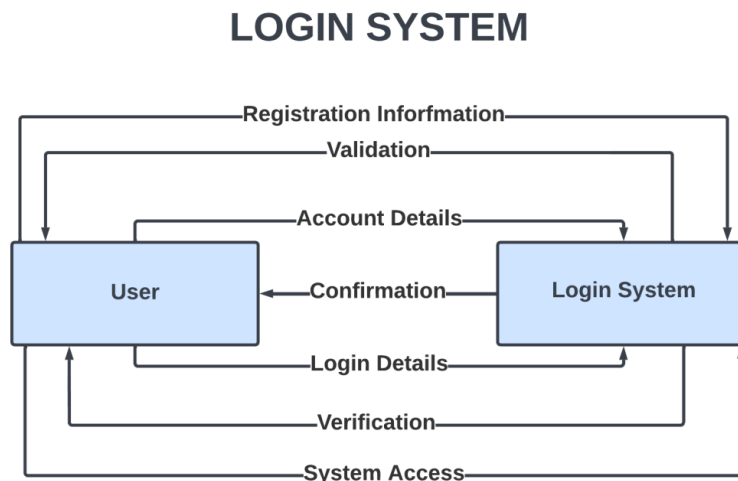 LOGIN SYSTEM
Registration Inforfmation
Validation
Account Details
User
Confirmation
Login System
Login Details
Verification
System Access